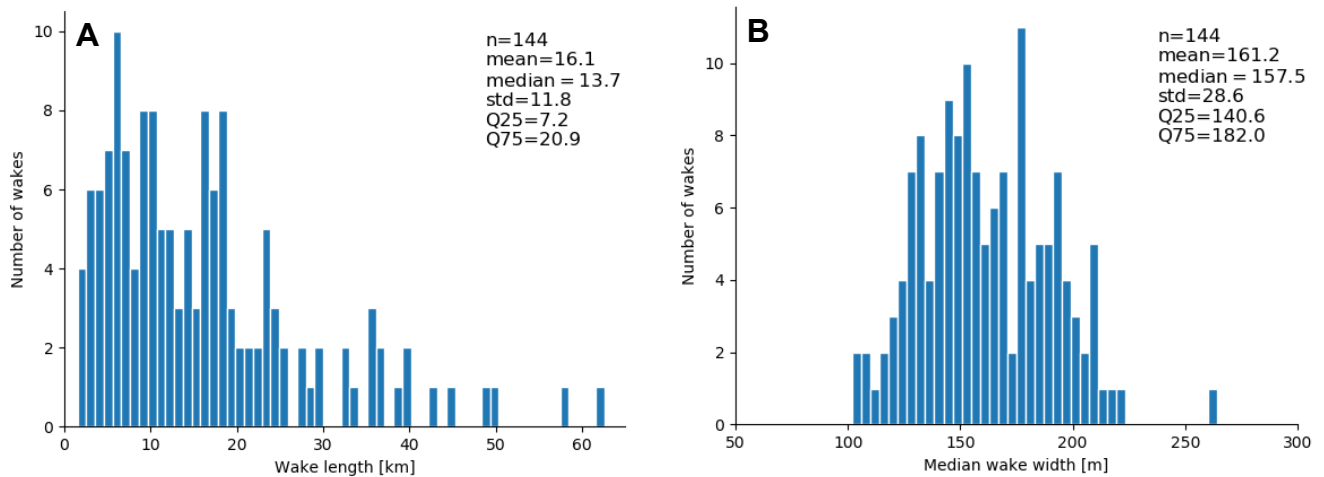 A
n=144
mean=16.1
median = 13.7
std=11.8
Q25=7.2
Q75=20.9
Number of wakes
10
8
6
4
2
0
0 10 20 30 40 50 60
Wake length [km]
B
n=144
mean=161.2
median = 157.5
std=28.6
Q25=140.6
Q75=182.0
Number of wakes
10
8
6
4
2
0
50 100 150 200 250 300
Median wake width [m]